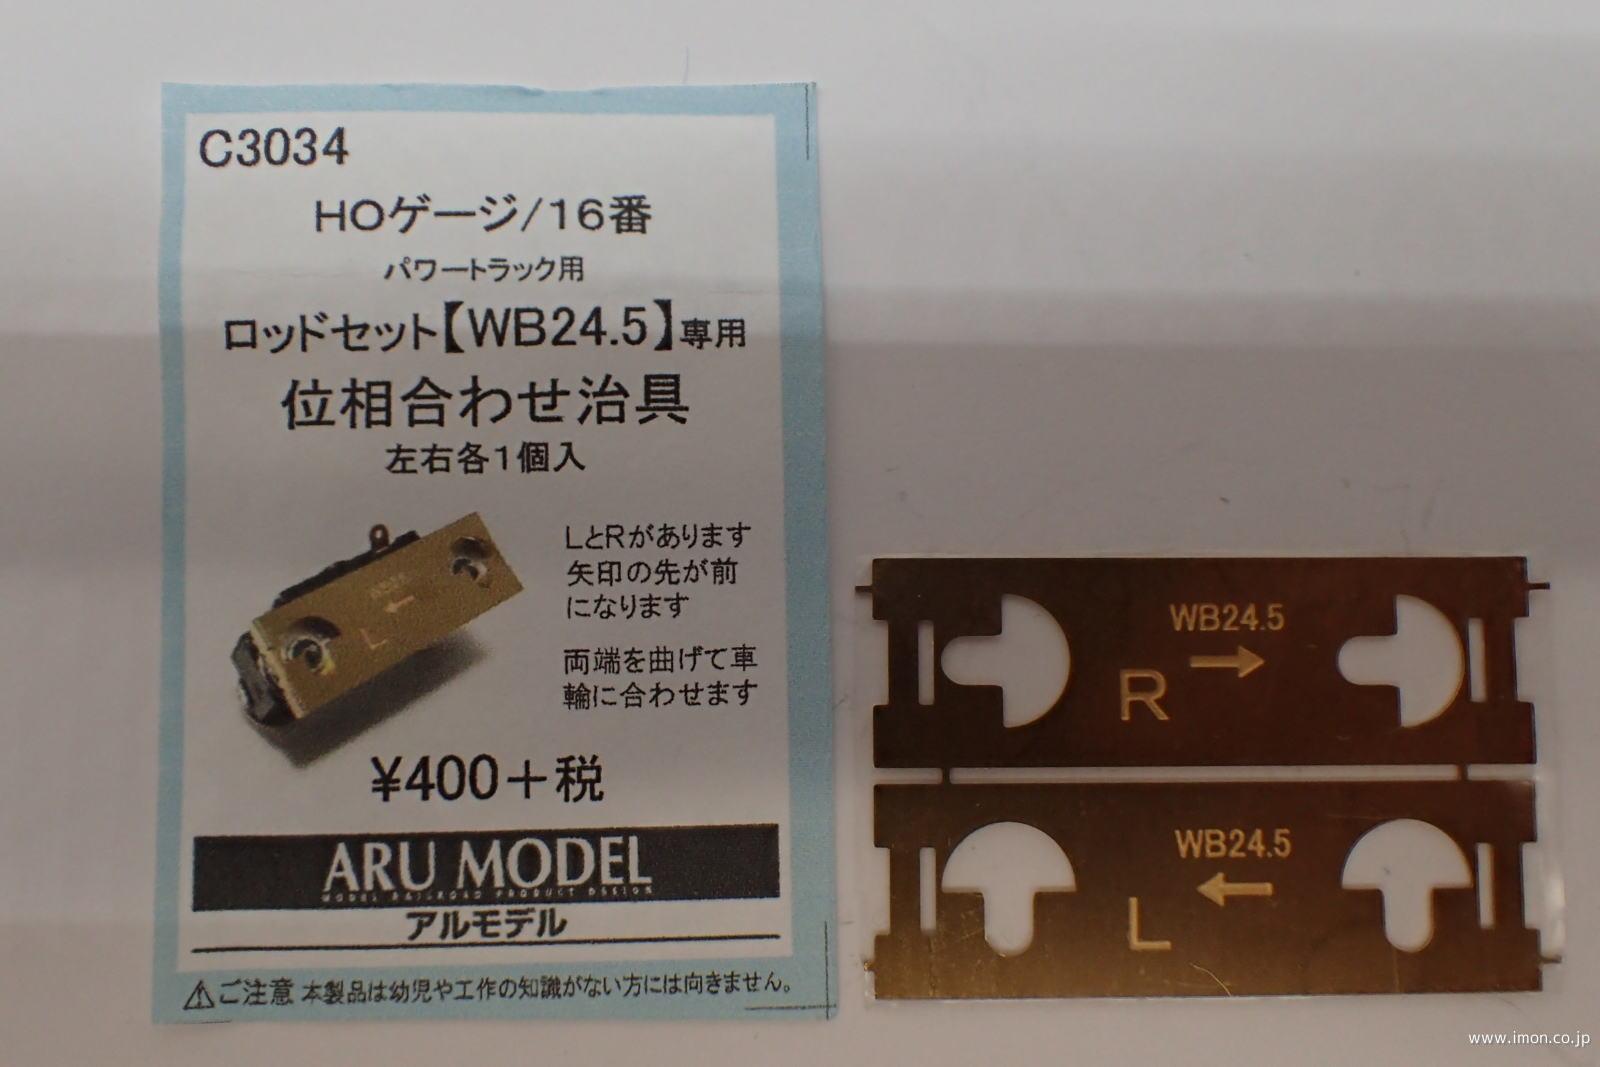 C3034
HOゲージ/16番
パワートラック用
ロッドセット【WB24.5】専用
位相合わせ治具
左右各1個入
LとRがあります
矢印の先が前
になります
両端を曲げて車
輪に合わせます
¥400+税
ARU MODEL
MODEL RAILROAD PRODUCT DESIGN
アルモデル
⚠ご注意 本製品は幼児や工作の知識がない方には向きません。
WB24.5
R →
WB24.5
L ←
www.imon.co.jp